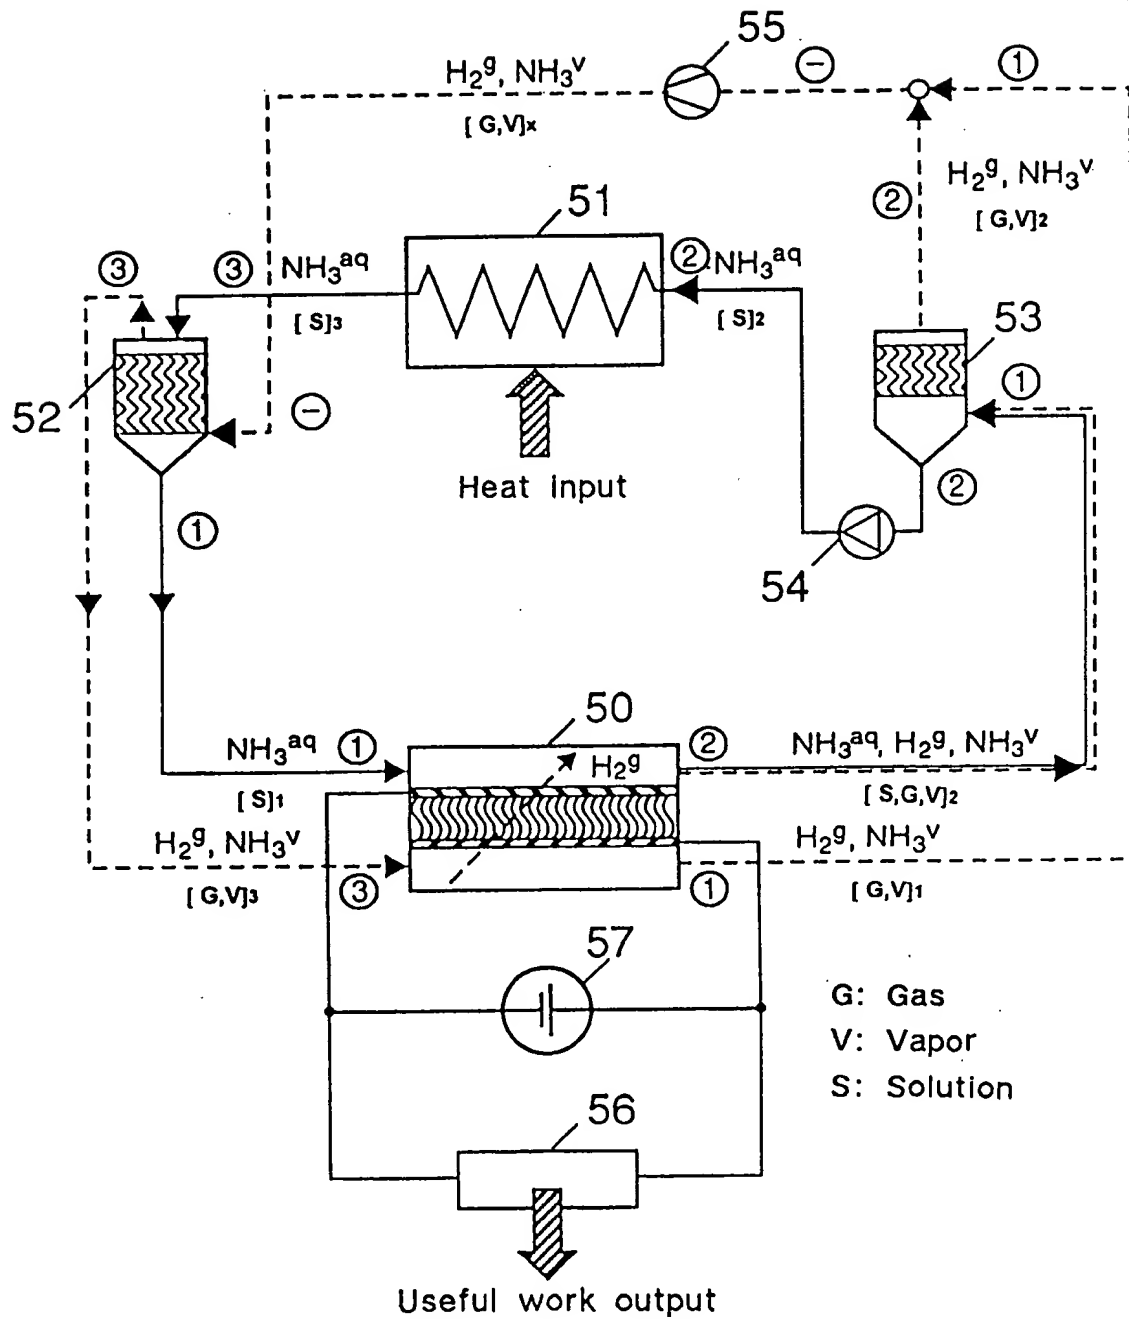 55
H₂ᵍ, NH₃ᵛ
⊖
①
[ G,V]x
H₂ᵍ, NH₃ᵛ
②
[ G,V]₂
51
③
③
NH₃ᵃq
②
NH₃ᵃq
[ S]₃
[ S]₂
53
①
52
⊖
Heat input
②
①
54
50
NH₃ᵃq
①
H₂ᵍ
②
NH₃ᵃq, H₂ᵍ, NH₃ᵛ
[ S]₁
[ S,G,V]₂
H₂ᵍ, NH₃ᵛ
H₂ᵍ, NH₃ᵛ
[ G,V]₃
③
①
[ G,V]₁
57
G: Gas
V: Vapor
S: Solution
56
Useful work output